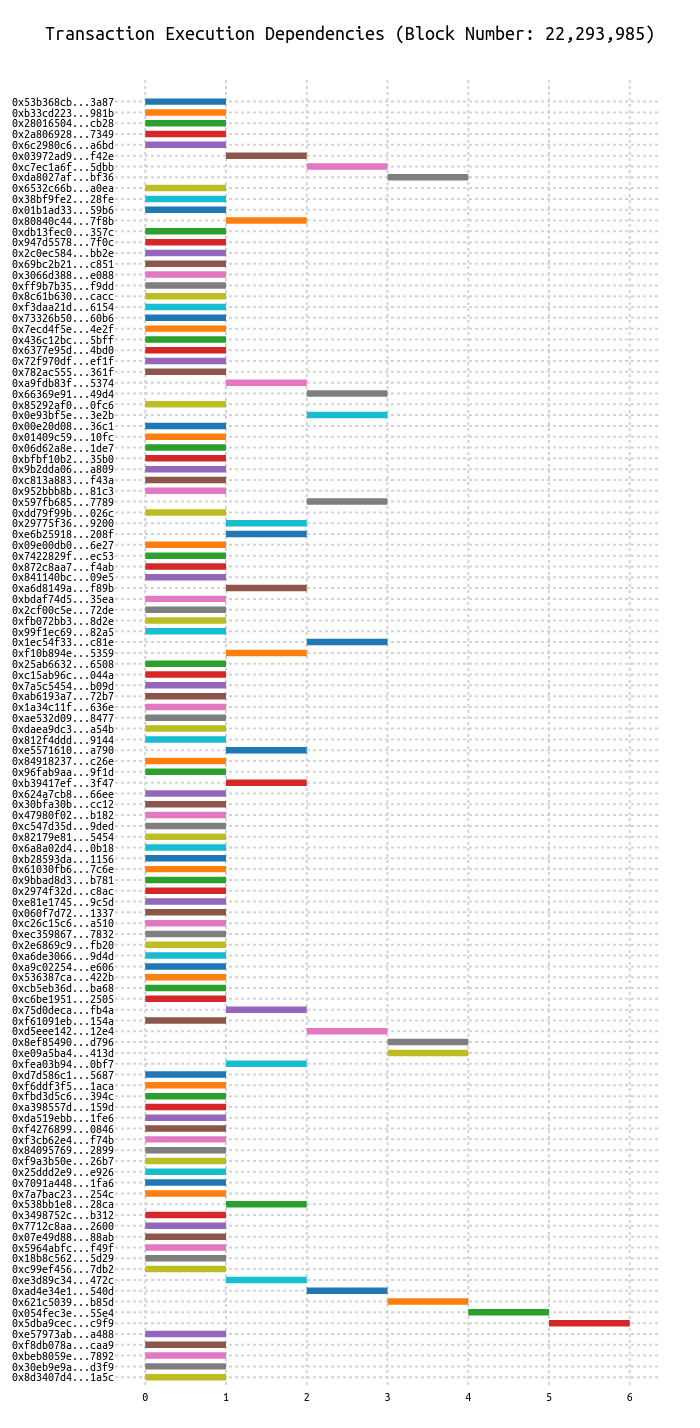 Transaction Execution Dependencies (Block Number: 22,293,985)
0x53b368cb...3a87
0xb33cd223...981b
0x28016504...cb28
0x2a806928...7349
0x6c2980c6...a6bd
0x03972ad9...f42e
0xc7ec1a6f...5dbb
0xda8027af...bf36
0x6532c66b...a0ea
0x38bf9fe2...28fe
0x01b1ad33...59b6
0x80840c44...7f8b
0xdb13fec0...357c
0x947d5578...7f0c
0x2c0ec584...bb2e
0x69bc2b21...c851
0x3066d388...e088
0xff9b7b35...f9dd
0x8c61b630...cacc
0xf3daa21d...6154
0x73326b50...60b6
0x7ecd4f5e...4e2f
0x436c12bc...5bff
0x6377e95d...4bd0
0x72f970df...ef1f
0x782ac555...361f
0xa9fdb83f...5374
0x66369e91...49d4
0x85292af0...0fc6
0x0e93bf5e...3e2b
0x00e20d08...36c1
0x01409c59...10fc
0x06d62a8e...1de7
0xbfbf10b2...35b0
0x9b2dda06...a809
0xc813a883...f43a
0x952bbb8b...81c3
0x597fb685...7789
0xdd79f99b...026c
0x29775f36...9200
0xe6b25918...208f
0x09e00db0...6e27
0x7422829f...ec53
0x872c8aa7...f4ab
0x841140bc...09e5
0xa6d8149a...f89b
0xbdaf74d5...35ea
0x2cf00c5e...72de
0xfb072bb3...8d2e
0x99f1ec69...82a5
0x1ec54f33...c81e
0xf10b894e...5359
0x25ab6632...6508
0xc15ab96c...044a
0x7a5c5454...b09d
0xab6193a7...72b7
0x1a34c11f...636e
0xae532d09...8477
0xdaea9dc3...a54b
0x812f4ddd...9144
0xe5571610...a790
0x84918237...c26e
0x96fab9aa...9f1d
0xb39417ef...3f47
0x624a7cb8...66ee
0x30bfa30b...cc12
0x47980f02...b182
0xc547d35d...9ded
0x82179e81...5454
0x6a8a02d4...0b18
0xb28593da...1156
0x61030fb6...7c6e
0x9bbad8d3...b781
0x2974f32d...c8ac
0xe81e1745...9c5d
0x060f7d72...1337
0xc26c15c6...a510
0xec359867...7832
0x2e6869c9...fb20
0xa6de3066...9d4d
0xa9c02254...e606
0x536387ca...422b
0xcb5eb36d...ba68
0xc6be1951...2505
0x75d0deca...fb4a
0xf61091eb...154a
0xd5eee142...12e4
0x8ef85490...d796
0xe09a5ba4...413d
0xfea03b94...0bf7
0xd7d586c1...5687
0xf6ddf3f5...1aca
0xfbd3d5c6...394c
0xa398557d...159d
0xda519ebb...1fe6
0xf4276899...0846
0xf3cb62e4...f74b
0x84095769...2899
0xf9a3b50e...26b7
0x25ddd2e9...e926
0x7091a448...1fa6
0x7a7bac23...254c
0x538bb1e8...28ca
0x3498752c...b312
0x7712c8aa...2600
0x07e49d88...88ab
0x5964abfc...f49f
0x18b8c562...5d29
0xc99ef456...7db2
0xe3d89c34...472c
0xad4e34e1...540d
0x621c5039...b85d
0x054fec3e...55e4
0x5dba9cec...c9f9
0xe57973ab...a488
0xf8db078a...caa9
0xbeb8059e...7892
0x30eb9e9a...d3f9
0x8d3407d4...1a5c
0 1 2 3 4 5 6